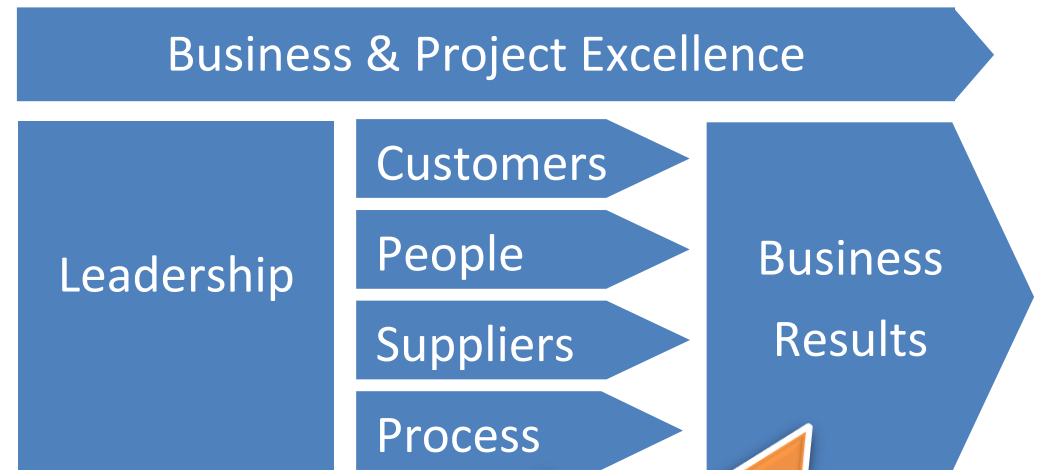 Business & Project Excellence
Leadership
Customers
People
Suppliers
Process
Business
Results